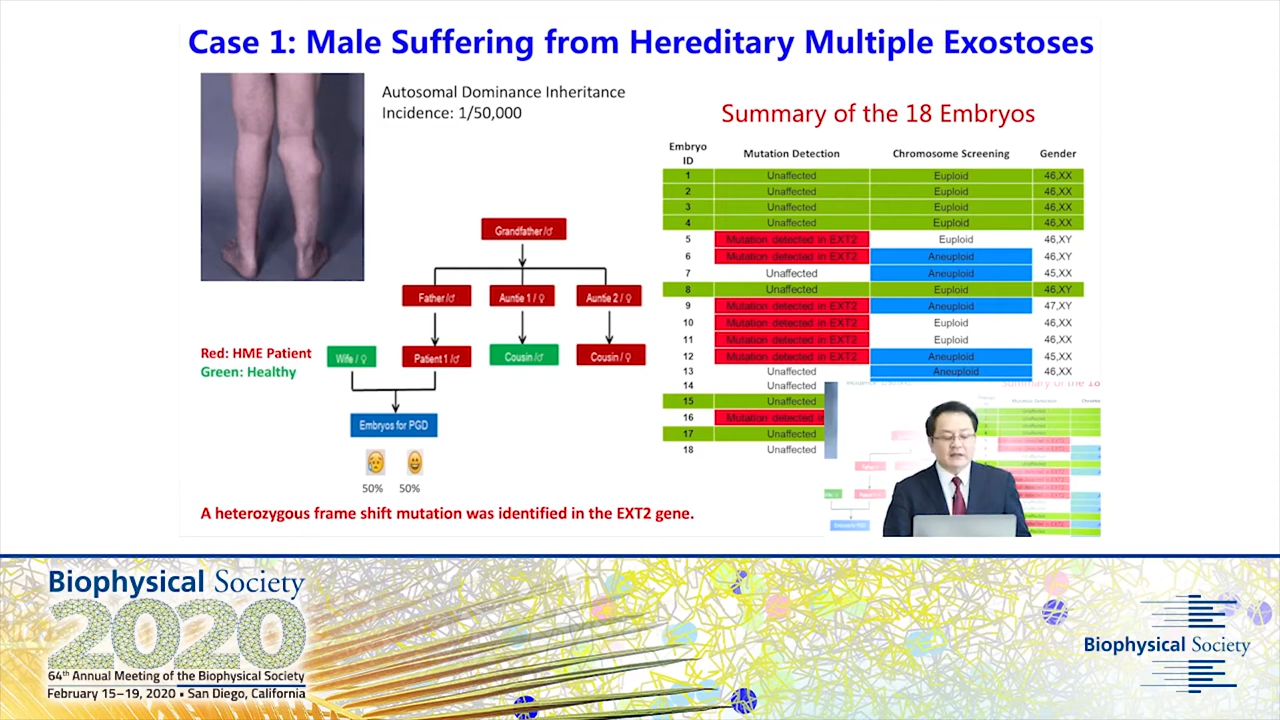 Case 1: Male Suffering from Hereditary Multiple Exostoses
Autosomal Dominance Inheritance
Incidence: 1/50,000
Grandfather /♂
Father/♂ Auntie 1 / ♀ Auntie 2 / ♀
Wife / ♀ Patient 1 /♂ Cousin /♂ Cousin / ♀
Red: HME Patient
Green: Healthy
Embryos for PGD
50% 50%
A heterozygous frame shift mutation was identified in the EXT2 gene.
Summary of the 18 Embryos
Embryo ID Mutation Detection Chromosome Screening Gender
1 Unaffected Euploid 46,XX
2 Unaffected Euploid 46,XX
3 Unaffected Euploid 46,XX
4 Unaffected Euploid 46,XX
5 Mutation detected in EXT2 Euploid 46,XY
6 Mutation detected in EXT2 Aneuploid 46,XY
7 Unaffected Aneuploid 45,XX
8 Unaffected Euploid 46,XY
9 Mutation detected in EXT2 Aneuploid 47,XY
10 Mutation detected in EXT2 Euploid 46,XX
11 Mutation detected in EXT2 Euploid 46,XX
12 Mutation detected in EXT2 Aneuploid 45,XX
13 Unaffected Aneuploid 46,XX
14 Unaffected
15 Unaffected
16 Mutation detected
17 Unaffected
18 Unaffected
Summary of the 18
Biophysical Society
2020
64th Annual Meeting of the Biophysical Society
February 15–19, 2020 • San Diego, California
Biophysical Society